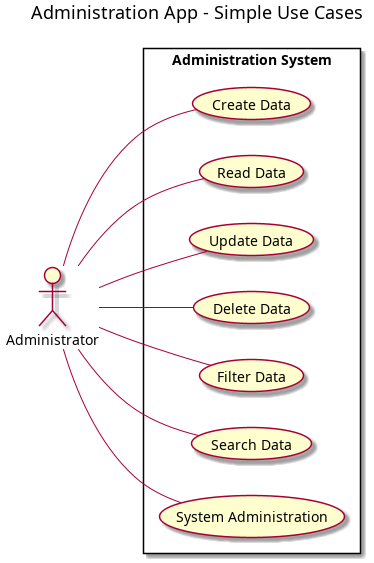 Administration App - Simple Use Cases
Administration System
Create Data
Read Data
Update Data
Delete Data
Administrator
Filter Data
Search Data
System Administration